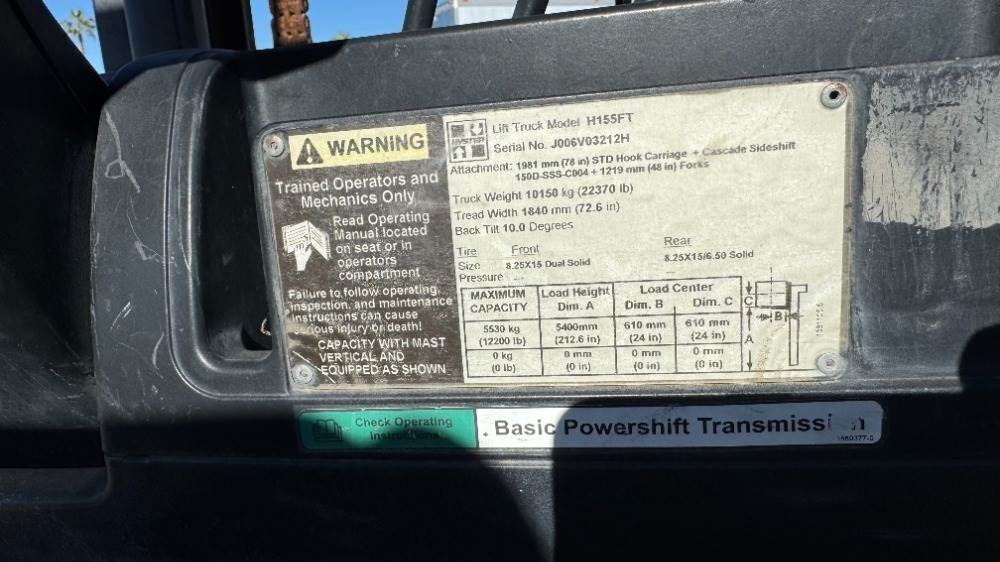 WARNING
Trained Operators and
Mechanics Only
Read Operating
Manual located
on seat or in
operators
compartment
Failure to follow operating,
inspection, and maintenance
instructions can cause
serious injury or death!
CAPACITY WITH MAST
VERTICAL AND
EQUIPPED AS SHOWN
HYSTER
Lift Truck Model H155FT
Serial No. J006V03212H
Attachment: 1981 mm (78 in) STD Hook Carriage + Cascade Sideshift
150D-SSS-C004 + 1219 mm (48 in) Forks
Truck Weight 10150 kg (22370 lb)
Tread Width 1840 mm (72.6 in)
Back Tilt 10.0 Degrees
Tire Front Rear
Size 8.25X15 Dual Solid 8.25X15/6.50 Solid
Pressure
MAXIMUM CAPACITY Load Height Dim. A Load Center Dim. B Dim. C
5530 kg 5400mm 610 mm 610 mm
(12200 lb) (212.6 in) (24 in) (24 in)
0 kg 0 mm 0 mm 0 mm
(0 lb) (0 in) (0 in) (0 in)
C
B
A
Check Operating
Instructions
Basic Powershift Transmission